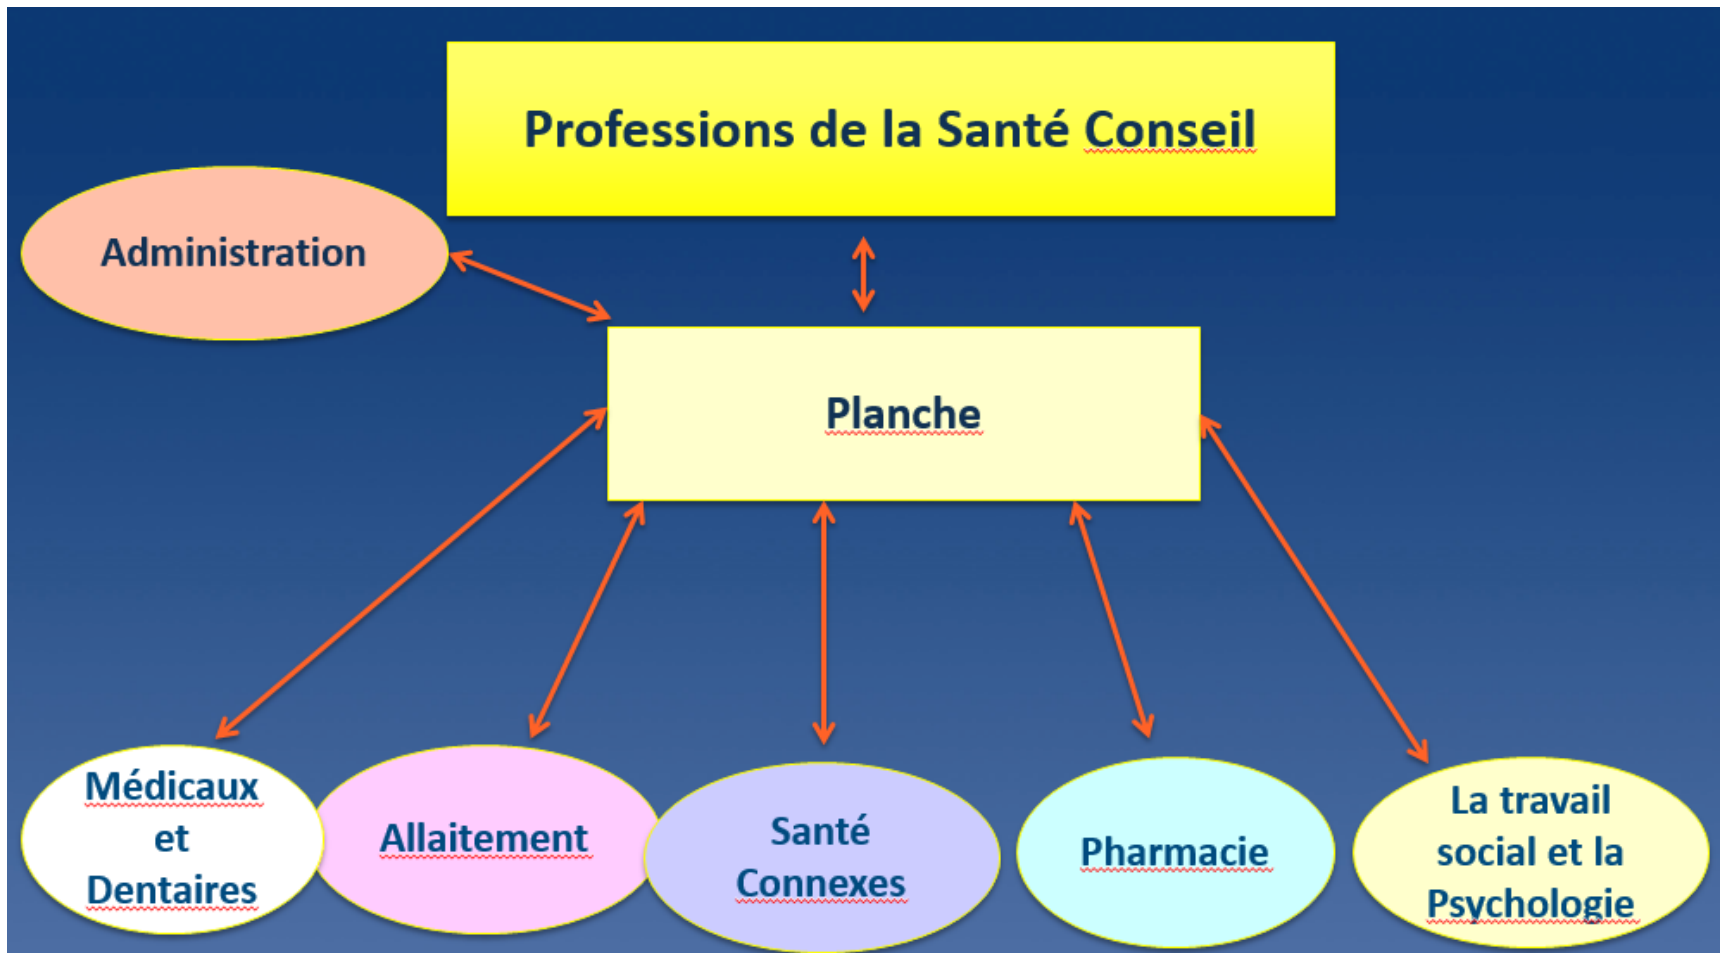 Professions de la Santé Conseil
Administration
Planche
Médicaux
et
Dentaires
Allaitement
Santé
Connexes
Pharmacie
La travail
social et la
Psychologie